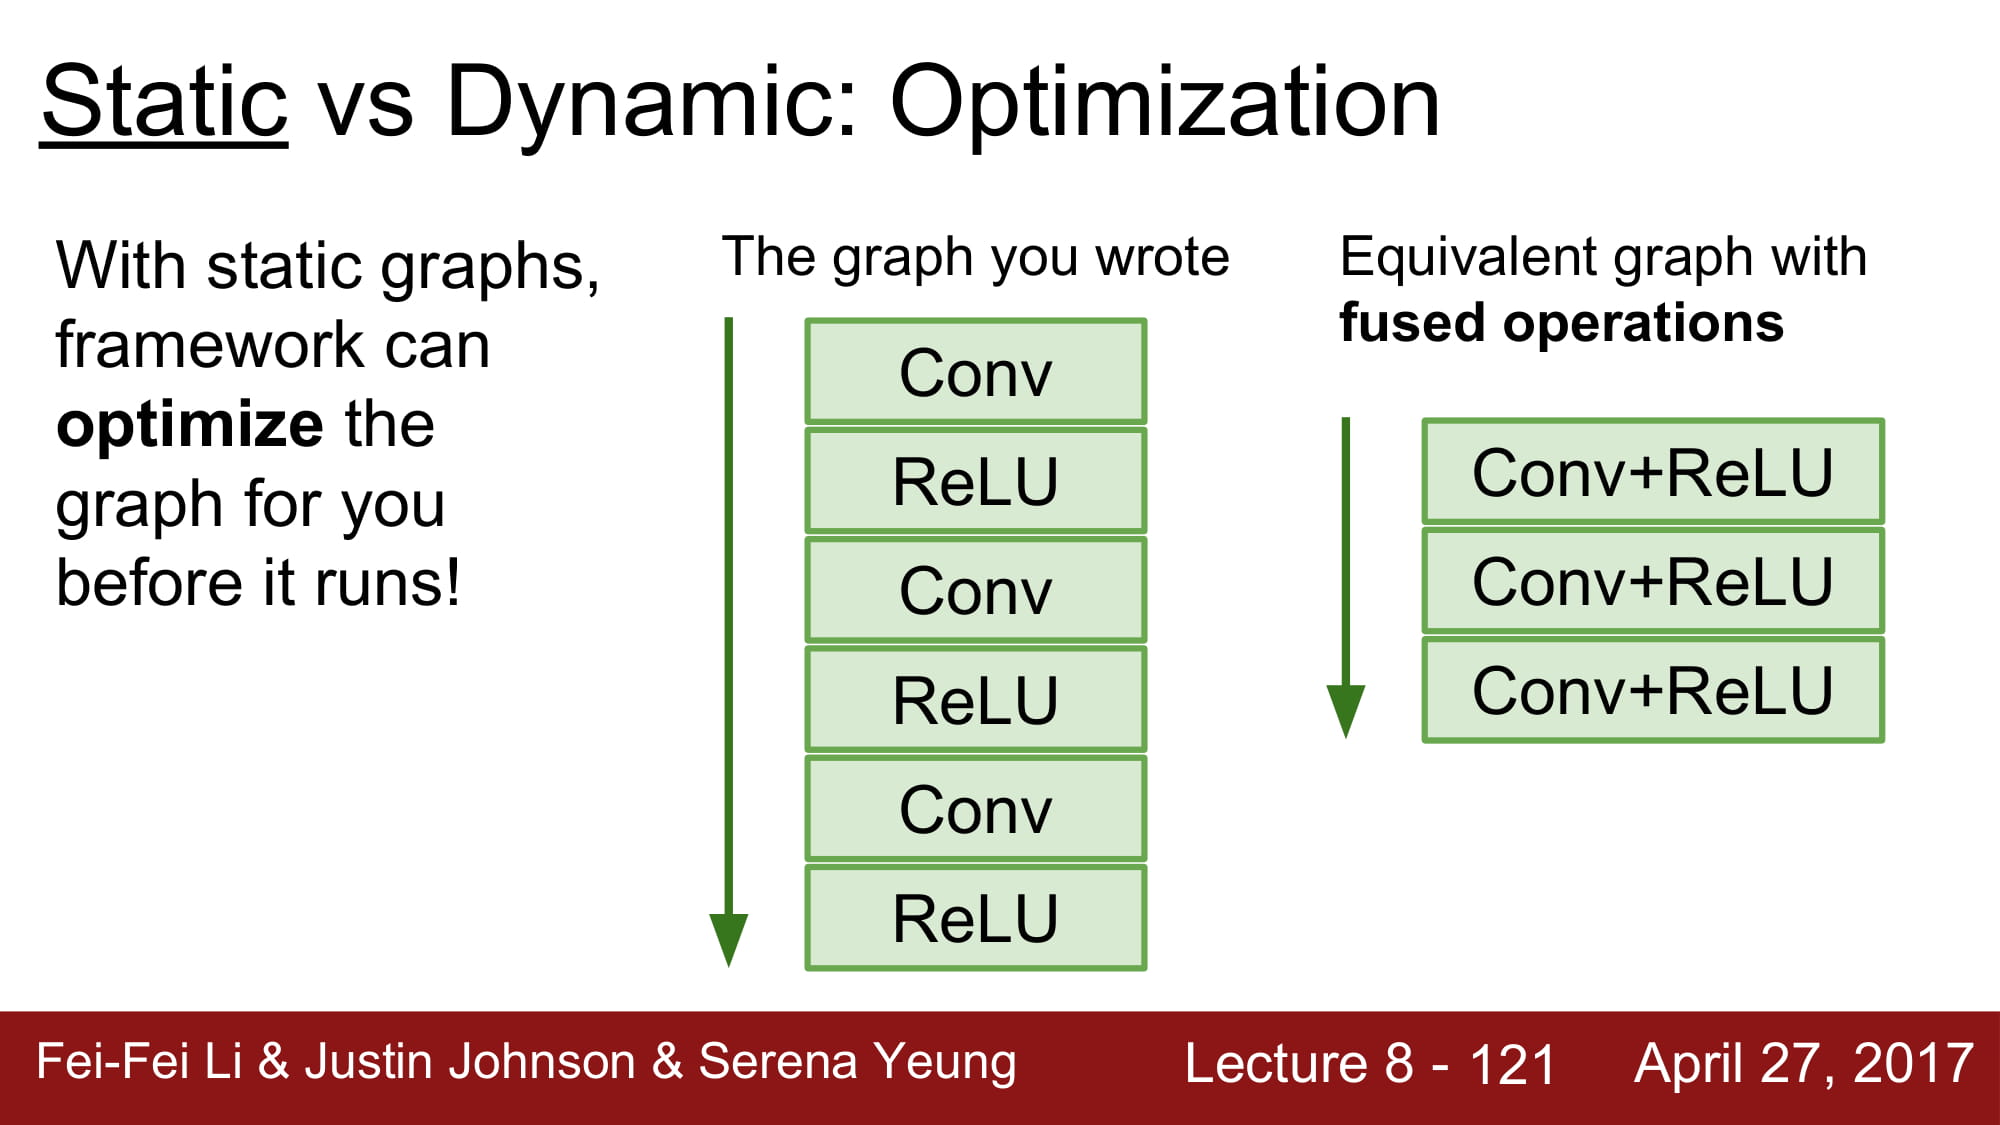 Static vs Dynamic: Optimization
With static graphs,
framework can
optimize the
graph for you
before it runs!
The graph you wrote
Conv
ReLU
Conv
ReLU
Conv
ReLU
Equivalent graph with
fused operations
Conv+ReLU
Conv+ReLU
Conv+ReLU
Fei-Fei Li & Justin Johnson & Serena Yeung
Lecture 8 - 121
April 27, 2017